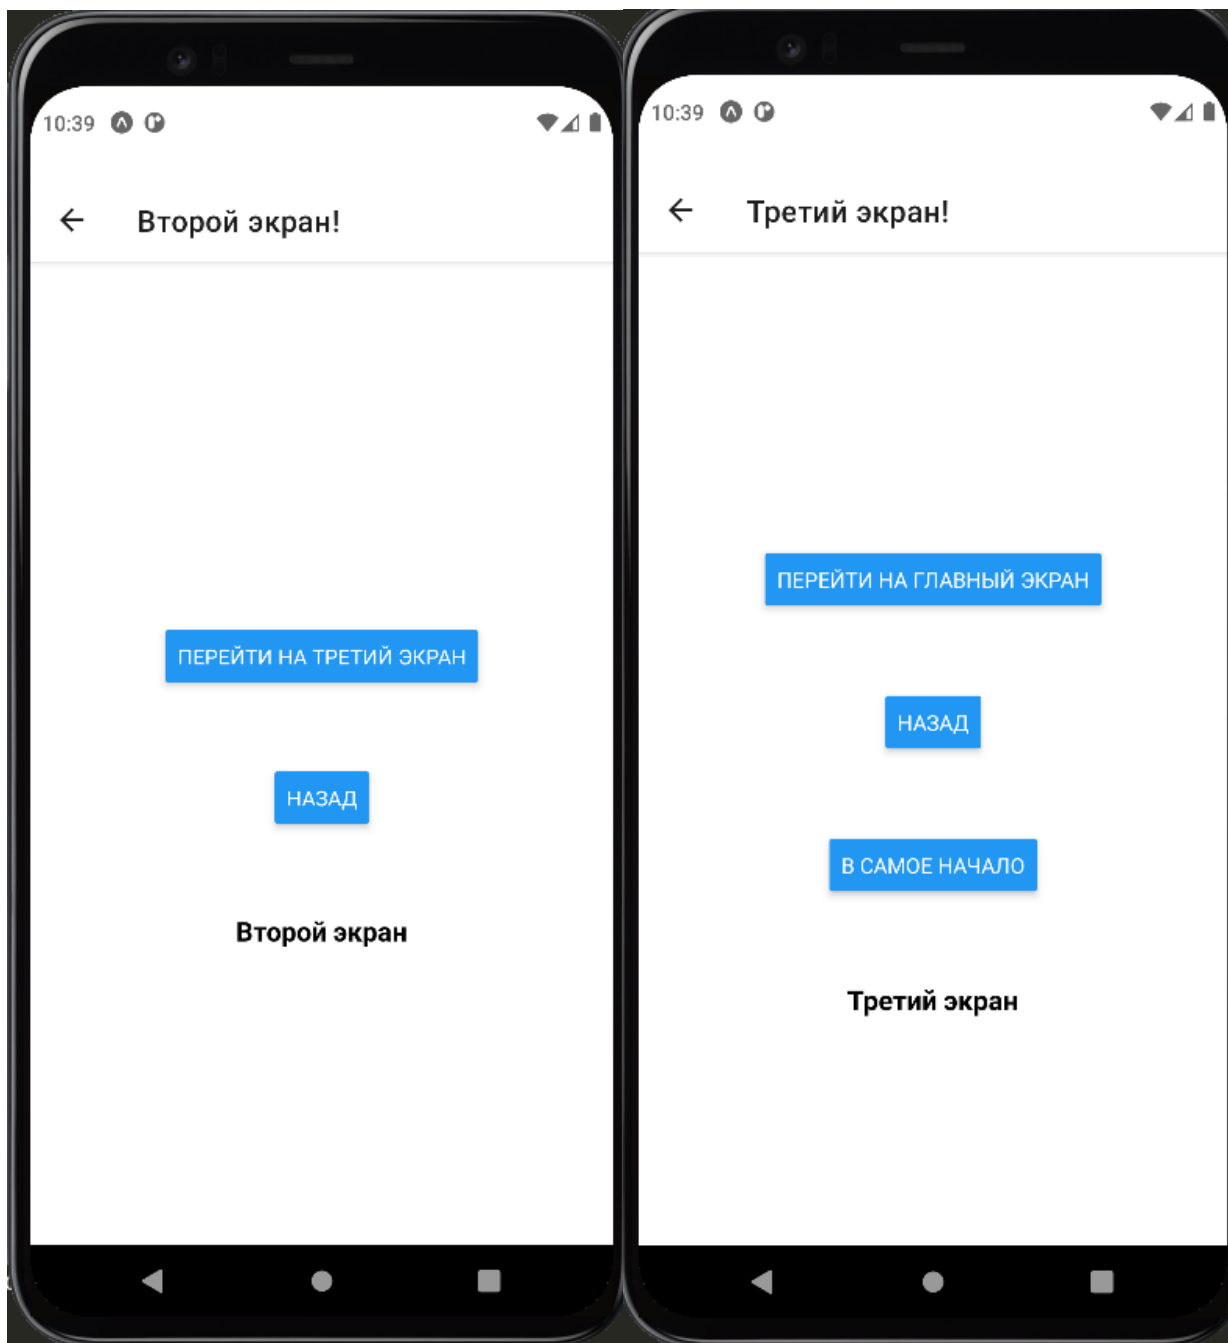 10:39
Второй экран!
ПЕРЕЙТИ НА ТРЕТИЙ ЭКРАН
НАЗАД
Второй экран
10:39
Третий экран!
ПЕРЕЙТИ НА ГЛАВНЫЙ ЭКРАН
НАЗАД
В САМОЕ НАЧАЛО
Третий экран